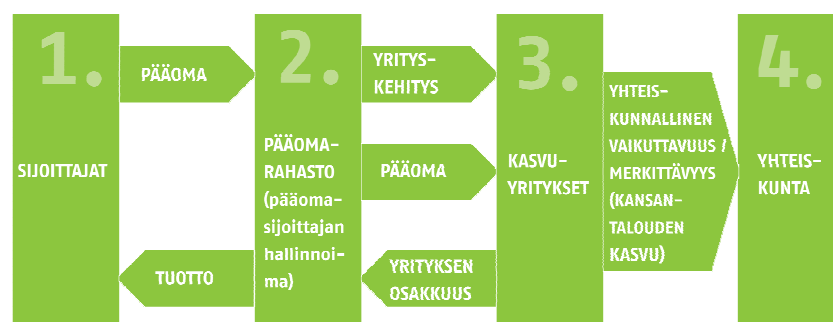 1.
SIJOITTAJAT
PÄÄOMA
TUOTTO
2.
PÄÄOMA-
RAHASTO
(pääoma-
sijoittajan
hallinnoi-
ma)
YRITYS-
KEHITYS
PÄÄOMA
YRITYKSEN
OSAKKUUS
3.
KASVU-
YRITYKSET
YHTEIS-
KUNNALLINEN
VAIKUTTAVUUS /
MERKITTÄVYYS
(KANSAN-
TALOUDEN
KASVU)
4.
YHTEIS-
KUNTA